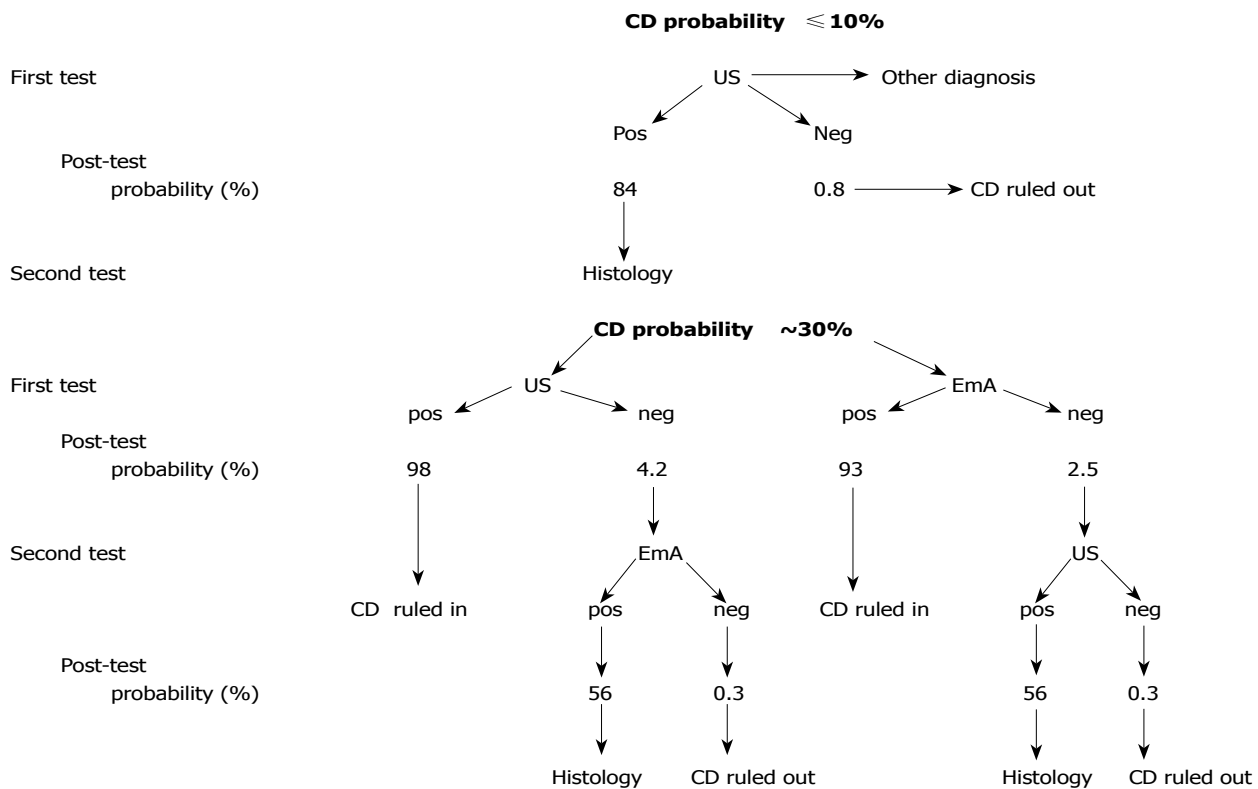 CD probability ≤10%
First test US Other diagnosis
Pos Neg
Post-test
probability (%) 84 0.8 CD ruled out
Second test Histology
CD probability ~30%
First test US EmA
pos neg pos neg
Post-test
probability (%) 98 4.2 93 2.5
Second test EmA US
CD ruled in pos neg CD ruled in pos neg
Post-test
probability (%) 56 0.3 56 0.3
Histology CD ruled out Histology CD ruled out